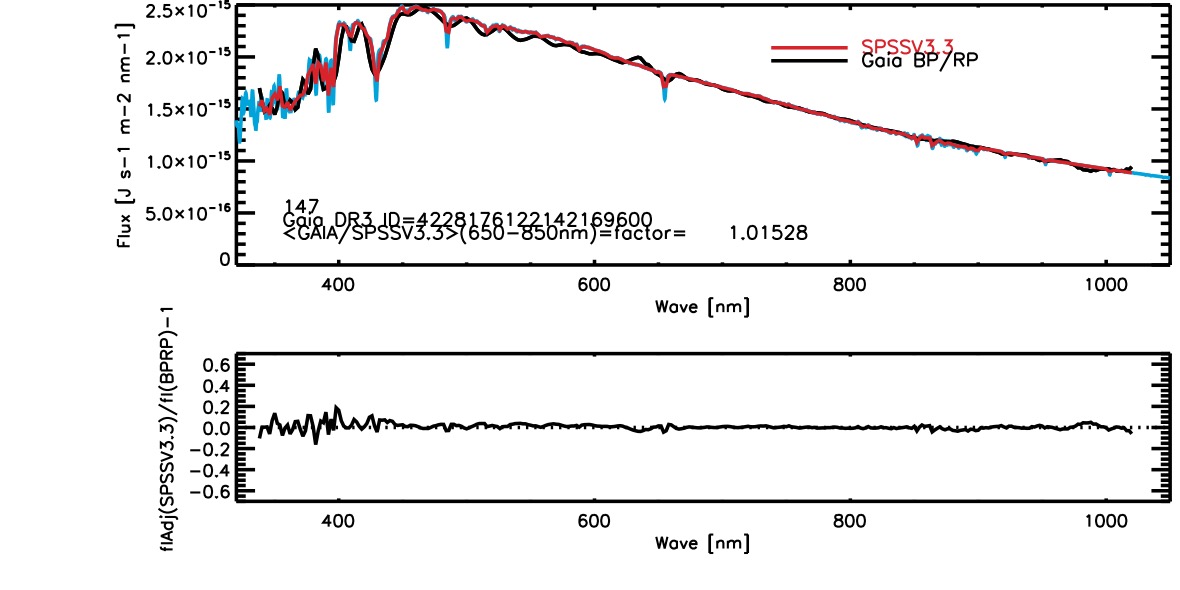 Flux [J s−1 m−2 nm−1]
2.5×10⁻¹⁵
2.0×10⁻¹⁵
1.5×10⁻¹⁵
1.0×10⁻¹⁵
5.0×10⁻¹⁶
0
SPSSV3.3
Gaia BP/RP
147
Gaia DR3 ID=4228176122142169600
<GAIA/SPSSV3.3>(650−850nm)=factor= 1.01528
400 600 800 1000
Wave [nm]
flAdj(SPSSV3.3)/fl(BPRP)−1
0.6
0.4
0.2
0.0
−0.2
−0.4
−0.6
400 600 800 1000
Wave [nm]